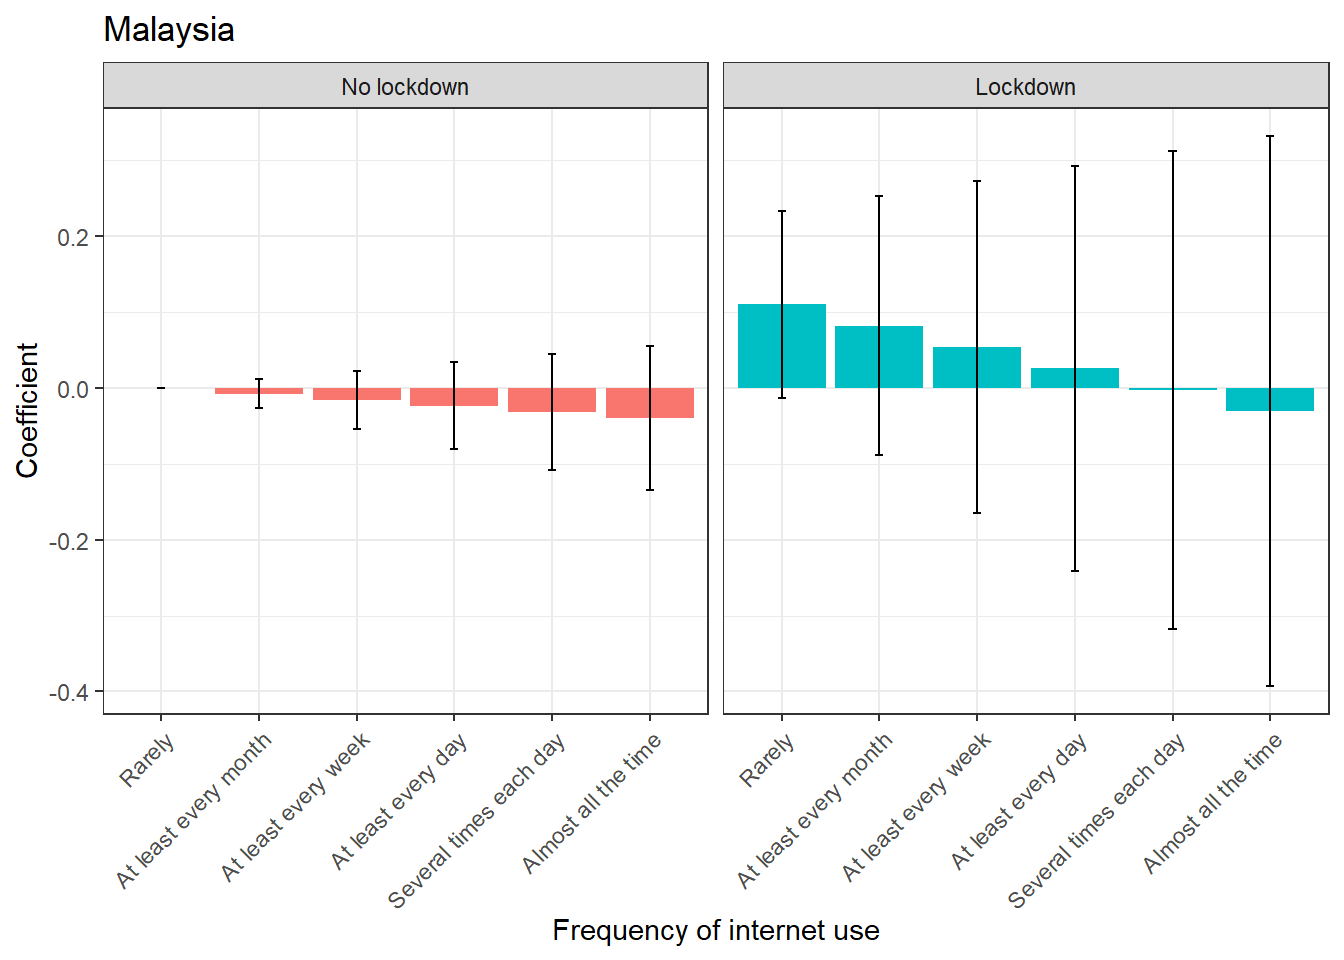 Malaysia
No lockdown
Lockdown
Coefficient
0.2
0.0
-0.2
-0.4
Rarely
At least every month
At least every week
At least every day
Several times each day
Almost all the time
Rarely
At least every month
At least every week
At least every day
Several times each day
Almost all the time
Frequency of internet use